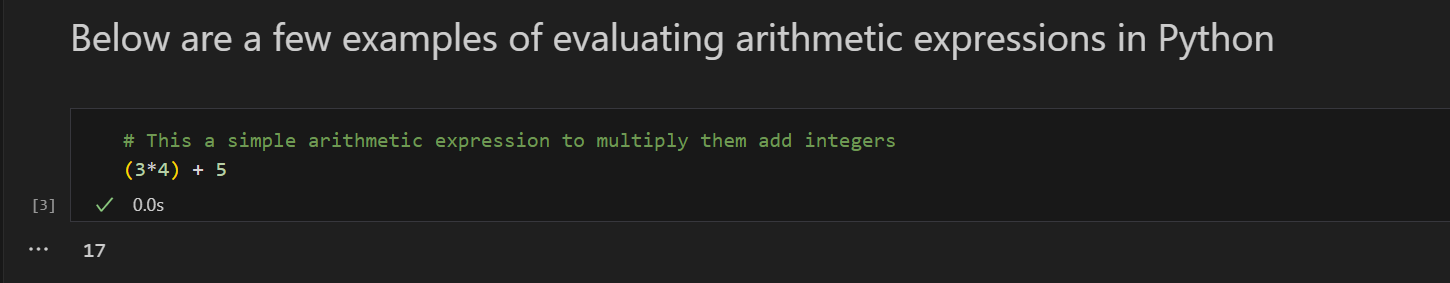 Below are a few examples of evaluating arithmetic expressions in Python
# This a simple arithmetic expression to multiply them add integers
(3*4) + 5
[3] ✓ 0.0s
... 17